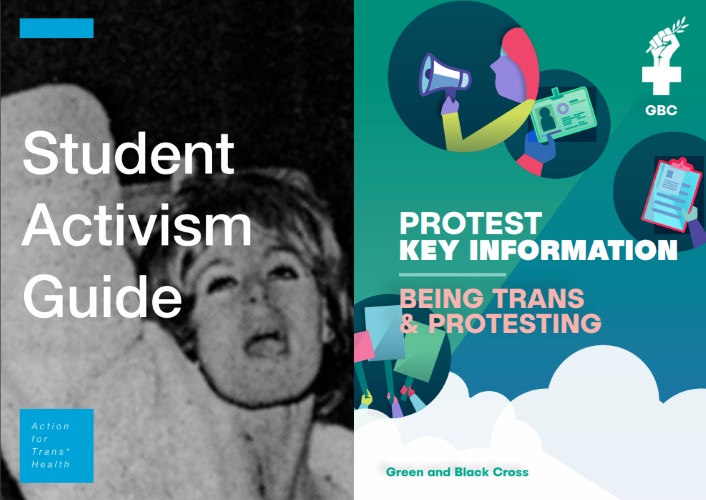 Student
Activism
Guide
Action
for
Trans*
Health
GBC
PROTEST
KEY INFORMATION
BEING TRANS
& PROTESTING
Green and Black Cross